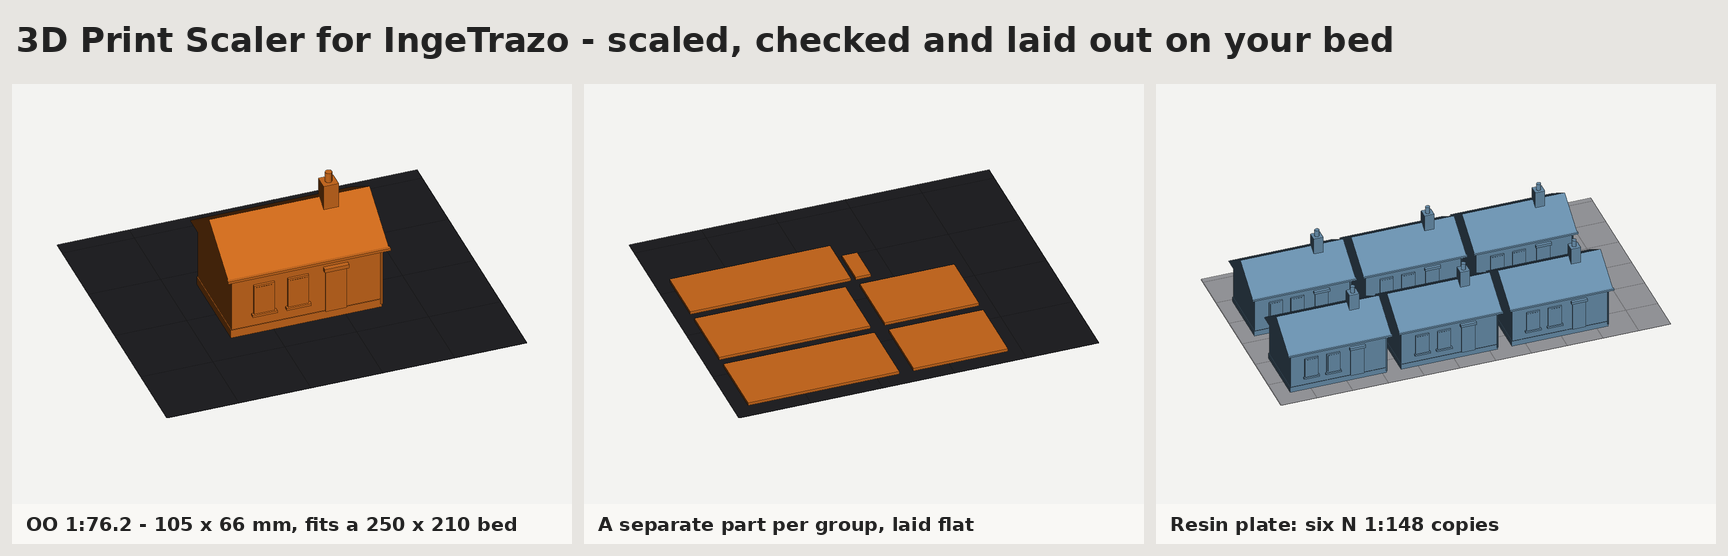 3D Print Scaler for IngeTrazo - scaled, checked and laid out on your bed
OO 1:76.2 - 105 x 66 mm, fits a 250 x 210 bed
A separate part per group, laid flat
Resin plate: six N 1:148 copies